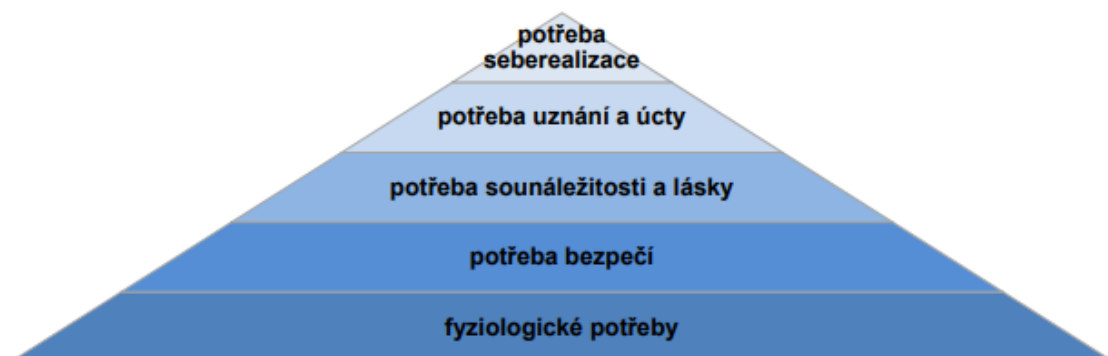 potřeba
seberealizace
potřeba uznání a úcty
potřeba sounáležitosti a lásky
potřeba bezpečí
fyziologické potřeby